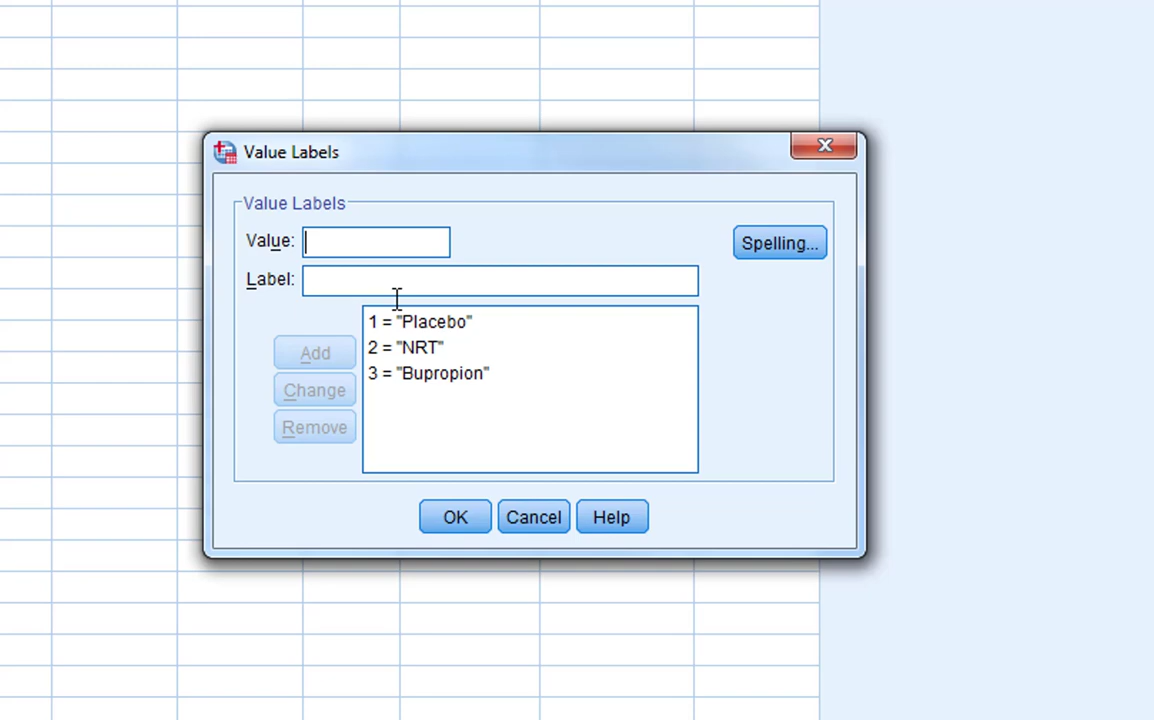 Value Labels
Value Labels
Value:
Spelling...
Label:
1 = "Placebo"
2 = "NRT"
3 = "Bupropion"
Add
Change
Remove
OK Cancel Help